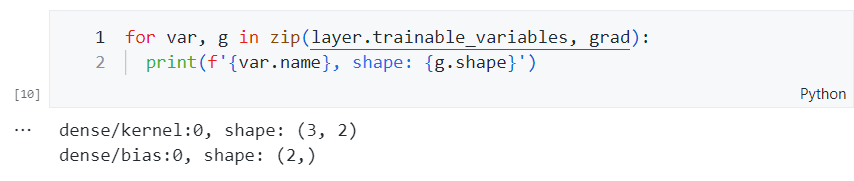 1 for var, g in zip(layer.trainable_variables, grad):
2 print(f'{var.name}, shape: {g.shape}')
[10]
Python
... dense/kernel:0, shape: (3, 2)
dense/bias:0, shape: (2,)